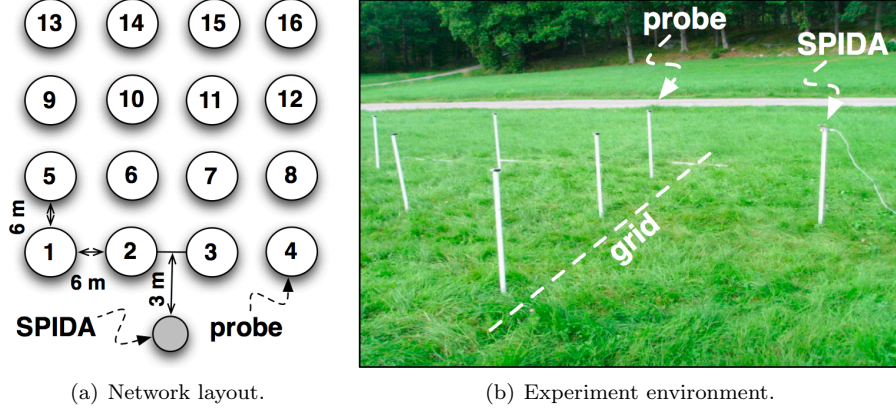 13 14 15 16
9 10 11 12
5 6 7 8
6 m
1 2 3 4
6 m
3 m
SPIDA probe
(a) Network layout.
probe
SPIDA
grid
(b) Experiment environment.